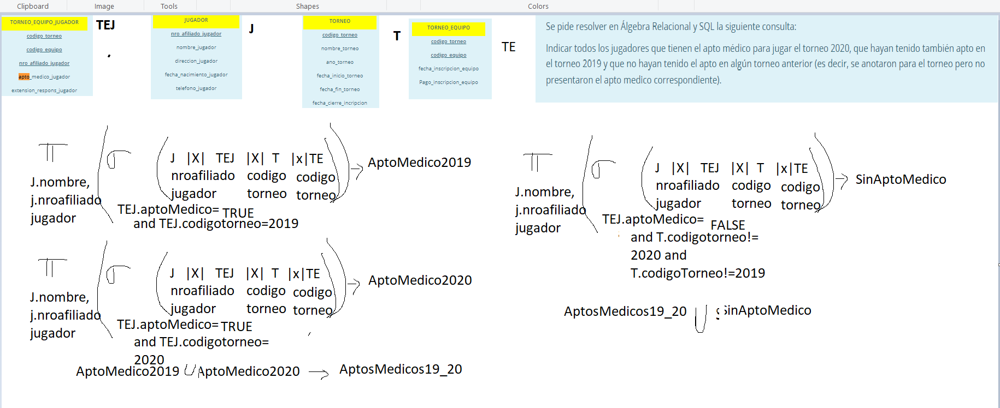 Clipboard
Image
Tools
Shapes
Colors
TORNEO_EQUIPO_JUGADOR
codigo_torneo
codigo_equipo
nro_afiliado_jugador
apto_medico_jugador
extension_respons_jugador
TEJ
.
JUGADOR
nro_afiliado_jugador
nombre_jugador
direccion_jugador
fecha_nacimiento_jugador
telefono_jugador
J
TORNEO
codigo_torneo
nombre_torneo
ano_torneo
fecha_inicio_torneo
fecha_fin_torneo
fecha_cierre_incripcion
T
TORNEO_EQUIPO
codigo_torneo
codigo_equipo
fecha_inscripcion_equipo
Pago_inscripcion_equipo
TE
Se pide resolver en Álgebra Relacional y SQL la siguiente consulta:
Indicar todos los jugadores que tienen el apto médico para jugar el torneo 2020, que hayan tenido también apto en
el torneo 2019 y que no hayan tenido el apto en algún torneo anterior (es decir, se anotaron para el torneo pero no
presentaron el apto medico correspondiente).
π
J.nombre,
j.nroafiliado
jugador
( σ
( J |X| TEJ |X| T |x|TE
nroafiliado codigo codigo
jugador torneo torneo
) ) → AptoMedico2019
TEJ.aptoMedico= TRUE
and TEJ.codigotorneo=2019
π
J.nombre,
j.nroafiliado
jugador
( σ
( J |X| TEJ |X| T |x|TE
nroafiliado codigo codigo
jugador torneo torneo
) ) → AptoMedico2020
TEJ.aptoMedico= TRUE
and TEJ.codigotorneo=
2020
AptoMedico2019 U AptoMedico2020 → AptosMedicos19_20
π
J.nombre,
j.nroafiliado
jugador
( σ
( J |X| TEJ |X| T |x|TE
nroafiliado codigo codigo
jugador torneo torneo
) ) → SinAptoMedico
TEJ.aptoMedico= FALSE
and T.codigotorneo!=
2020 and
T.codigoTorneo!=2019
AptosMedicos19_20 U SinAptoMedico